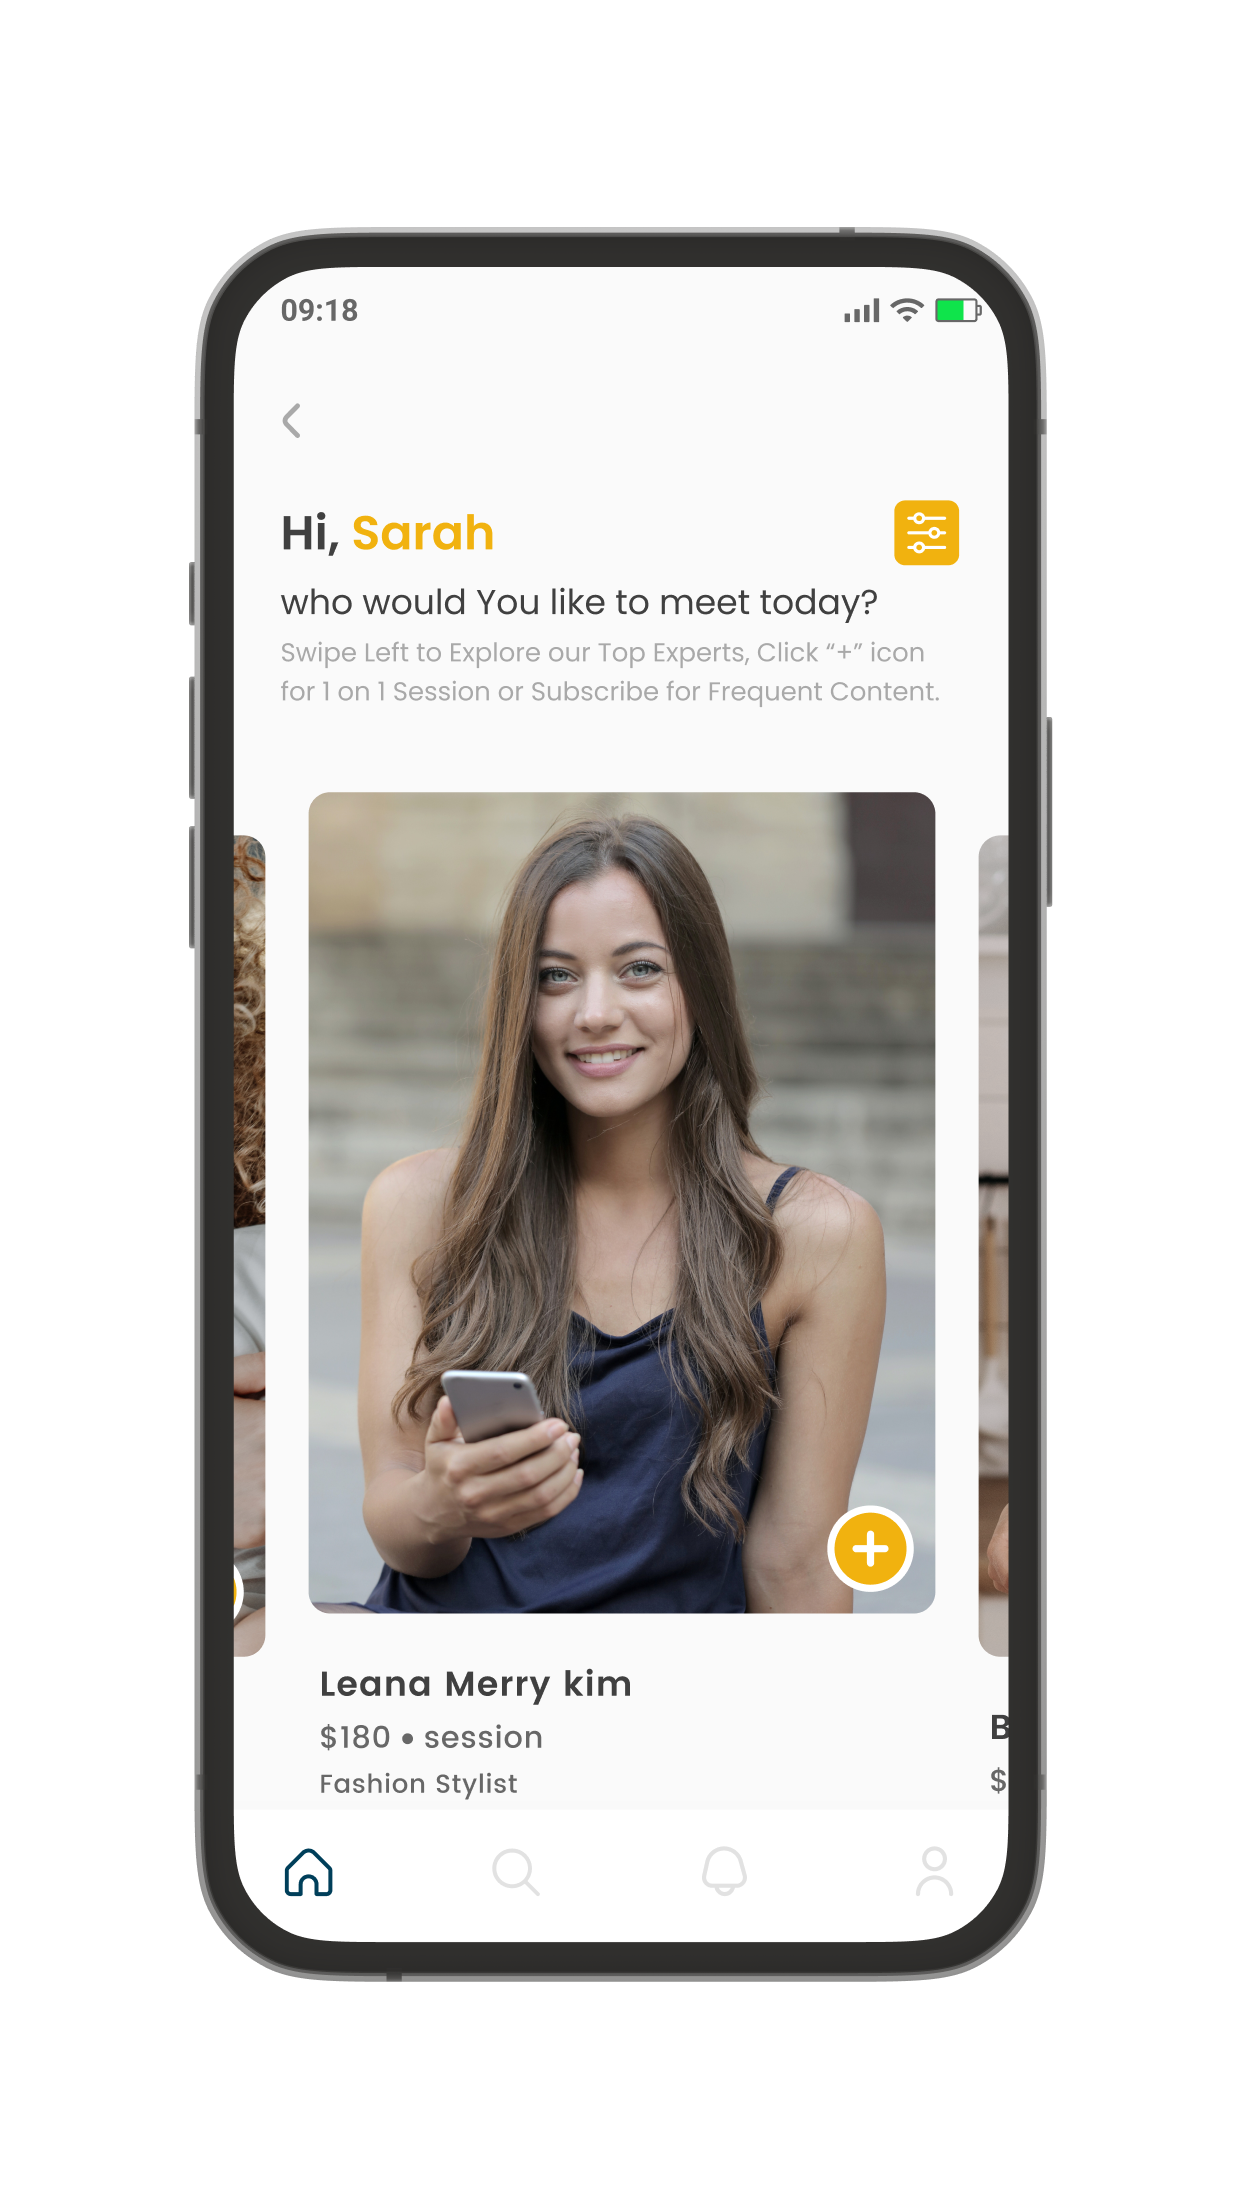 09:18
Hi, Sarah
who would You like to meet today?
Swipe Left to Explore our Top Experts, Click “+” icon
for 1 on 1 Session or Subscribe for Frequent Content.
Leana Merry kim
$180 • session
Fashion Stylist
B
$